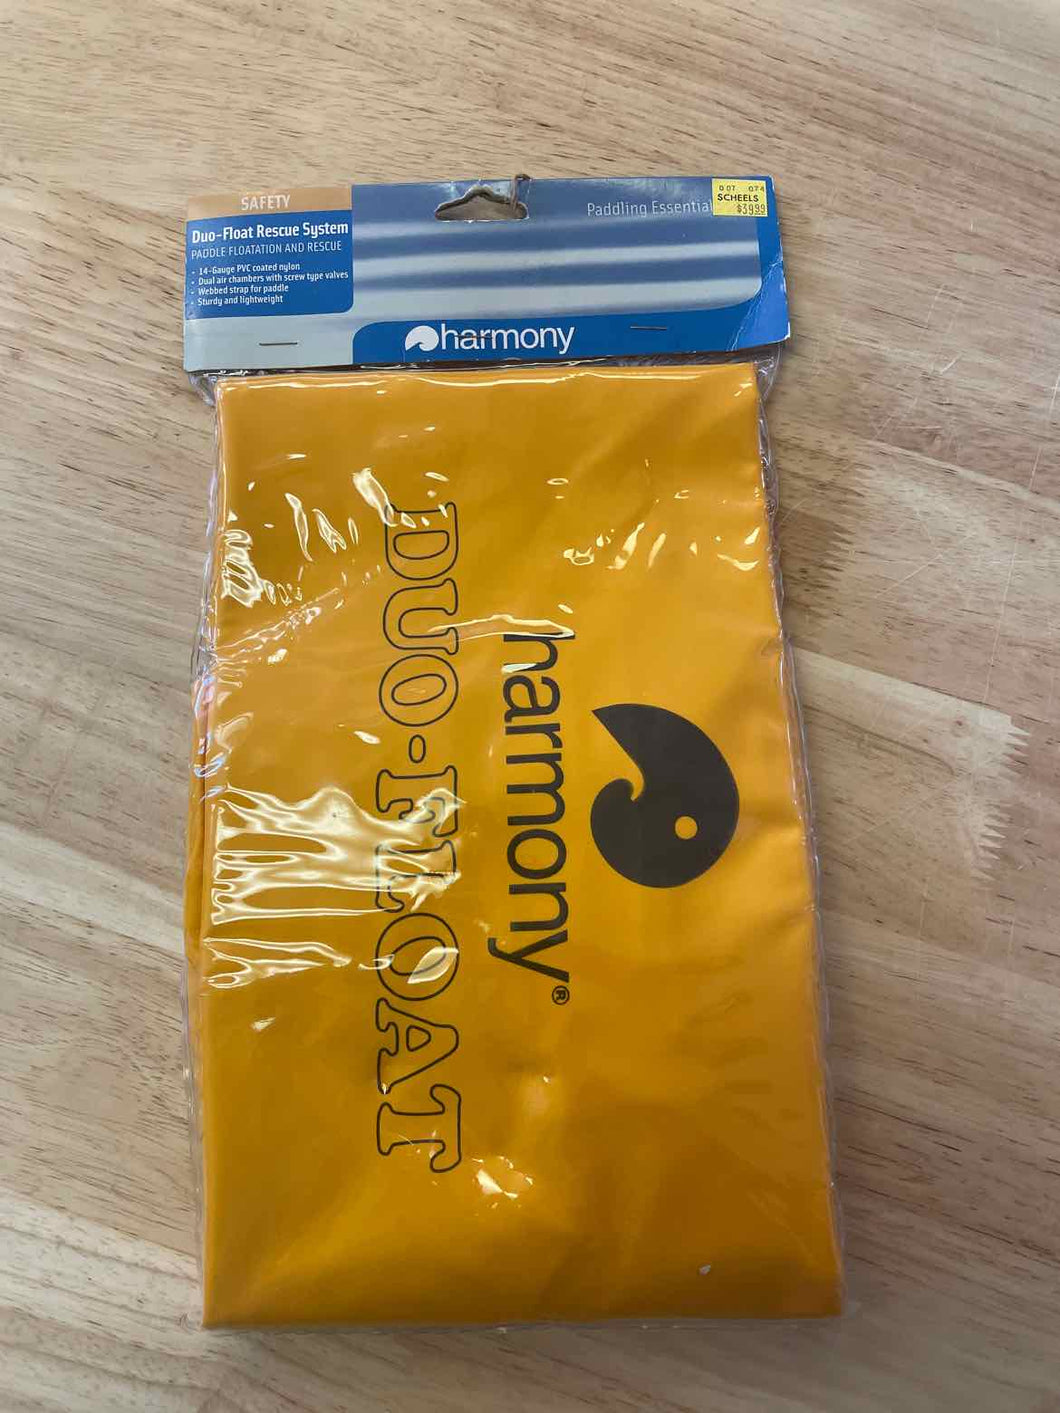 SAFETY
Duo-Float Rescue System
PADDLE FLOATATION AND RESCUE
• 14-Gauge PVC coated nylon
• Dual air chambers with screw type valves
• Webbed strap for paddle
• Sturdy and lightweight
Paddling Essential
SCHEELS
$39.99
harmony
harmony®
DUO-FLOAT